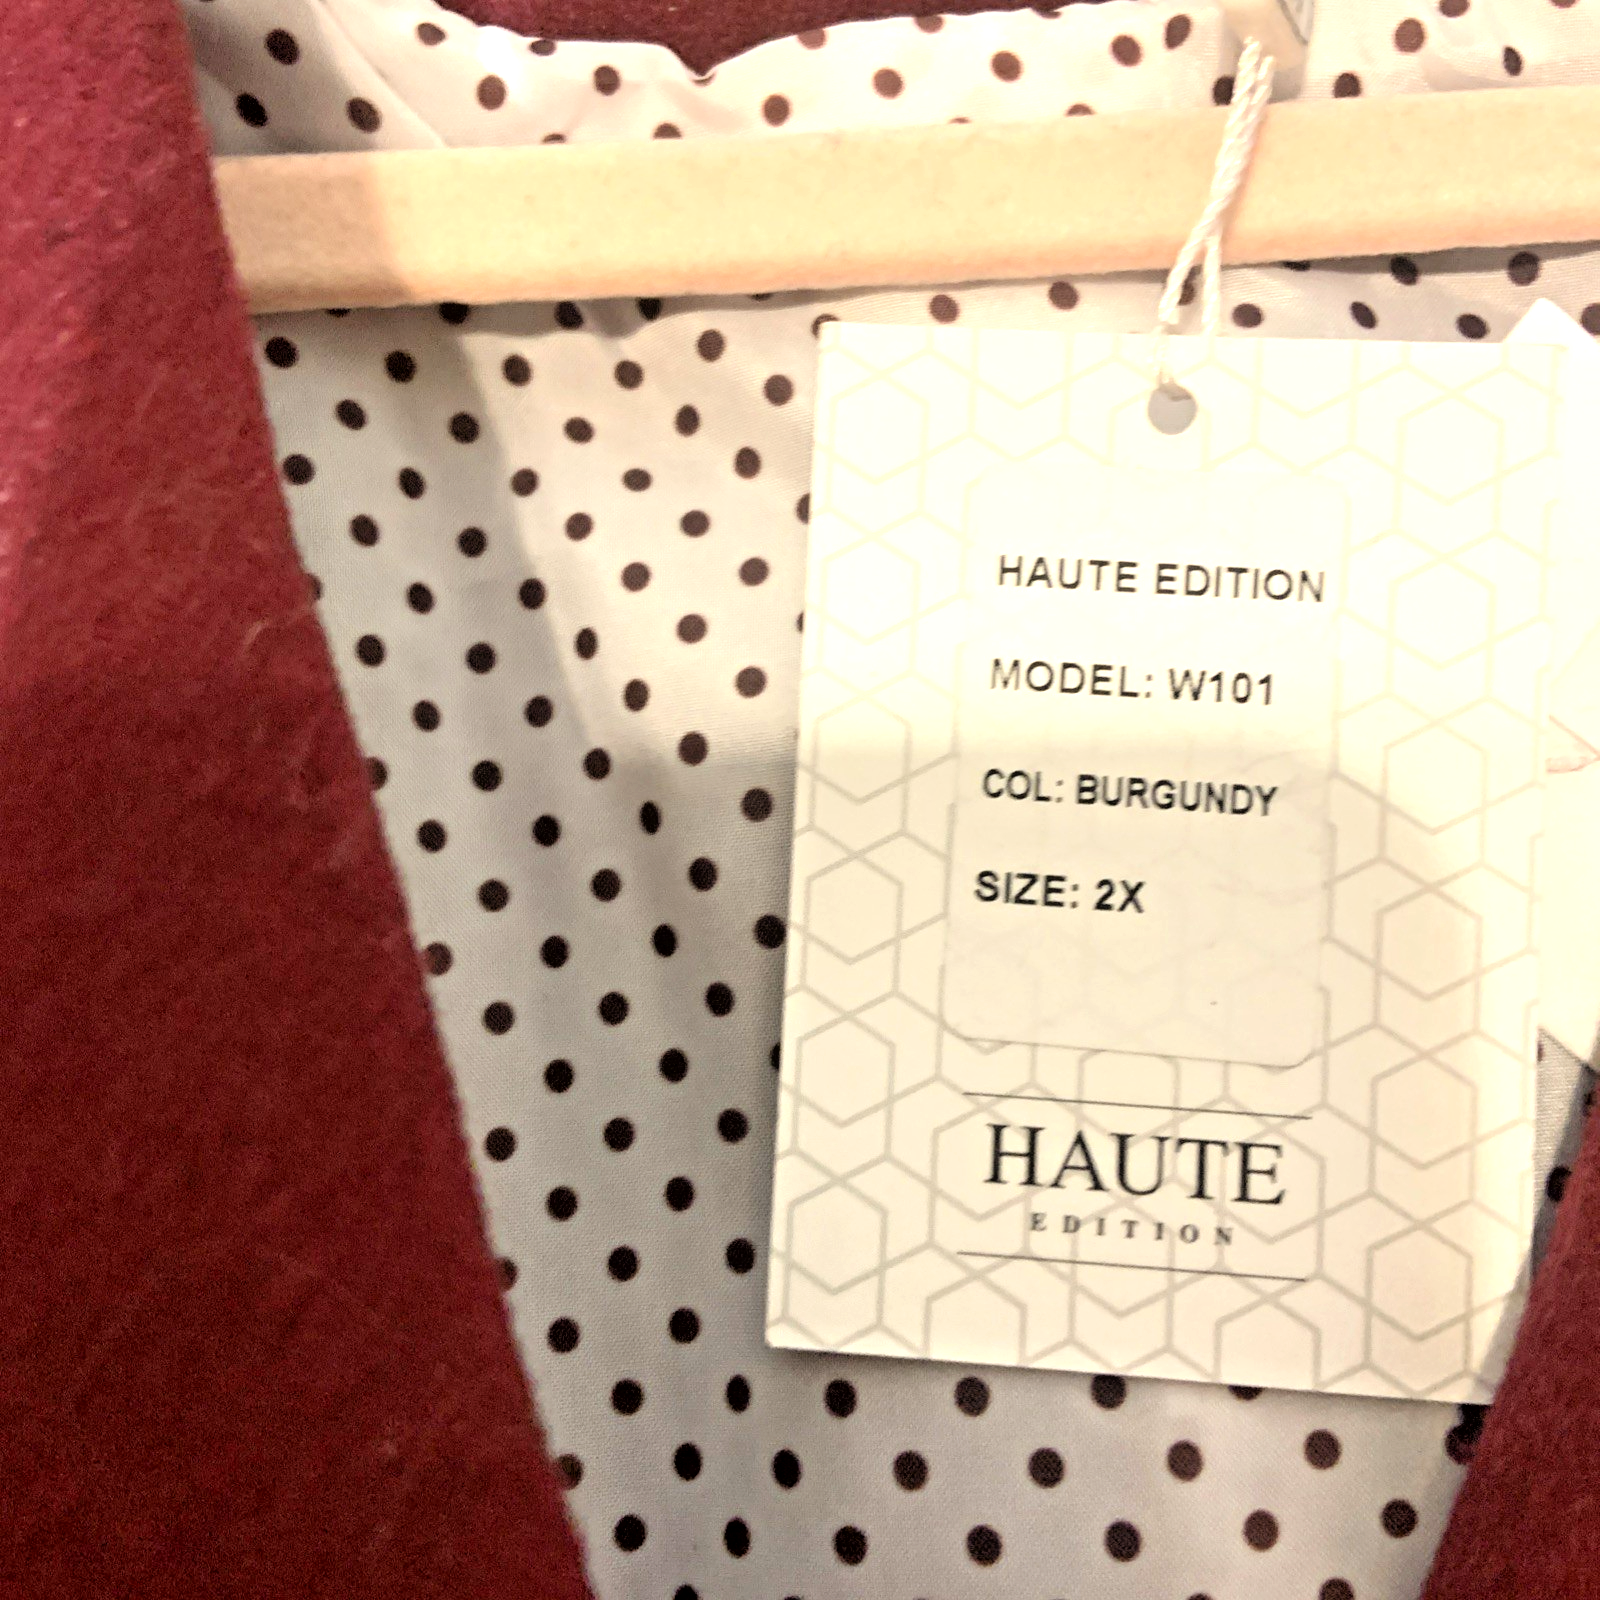 HAUTE EDITION
MODEL: W101
COL: BURGUNDY
SIZE: 2X
HAUTE
EDITION